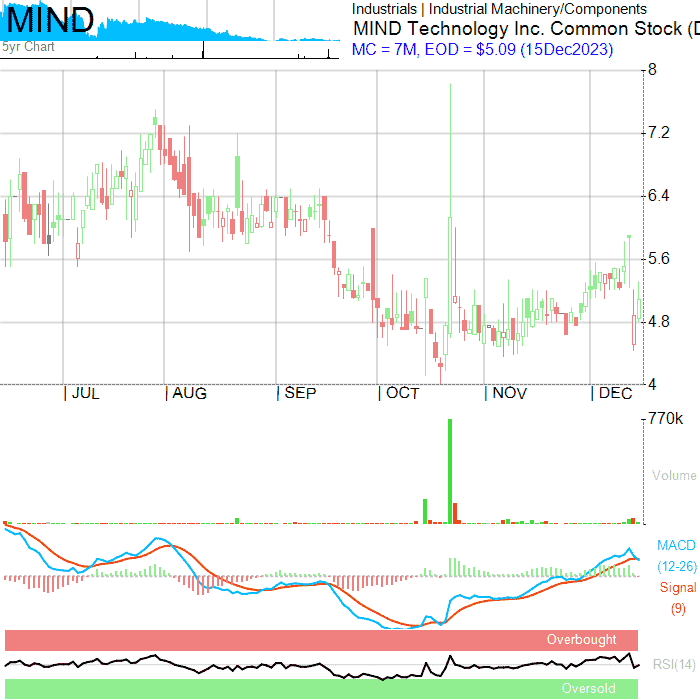 MIND
5yr Chart
Industrials | Industrial Machinery/Components
MIND Technology Inc. Common Stock (D
MC = 7M, EOD = $5.09 (15Dec2023)
8
7.2
6.4
5.6
4.8
4
| JUL | AUG | SEP | OCT | NOV | DEC
770k
Volume
MACD
(12-26)
Signal
(9)
Overbought
RSI(14)
Oversold